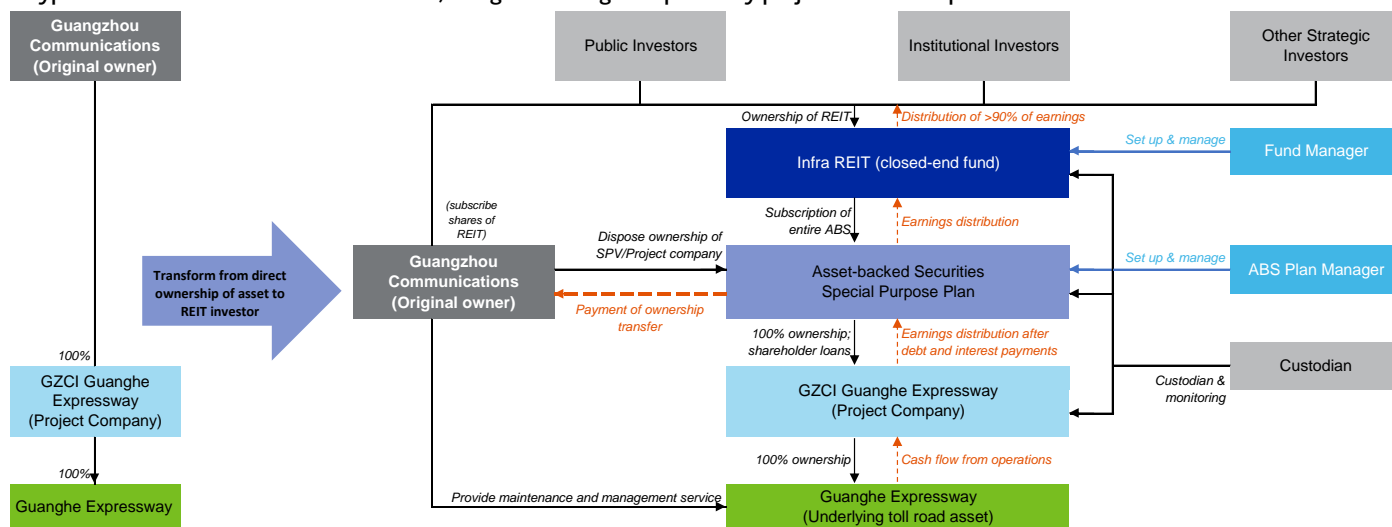 Guangzhou
Communications
(Original owner)
Public Investors
Institutional Investors
Other Strategic
Investors
Ownership of REIT
Distribution of >90% of earnings
Infra REIT (closed-end fund)
Set up & manage
Fund Manager
(subscribe
shares of
REIT)
Subscription of
entire ABS
Earnings distribution
Transform from direct
ownership of asset to
REIT investor
Guangzhou
Communications
(Original owner)
Dispose ownership of
SPV/Project company
Payment of ownership
transfer
Asset-backed Securities
Special Purpose Plan
Set up & manage
ABS Plan Manager
100%
100% ownership;
shareholder loans
Earnings distribution after
debt and interest payments
GZCI Guanghe
Expressway
(Project Company)
GZCI Guanghe Expressway
(Project Company)
Custodian
Custodian &
monitoring
100%
100% ownership
Cash flow from operations
Guanghe Expressway
Provide maintenance and management service
Guanghe Expressway
(Underlying toll road asset)